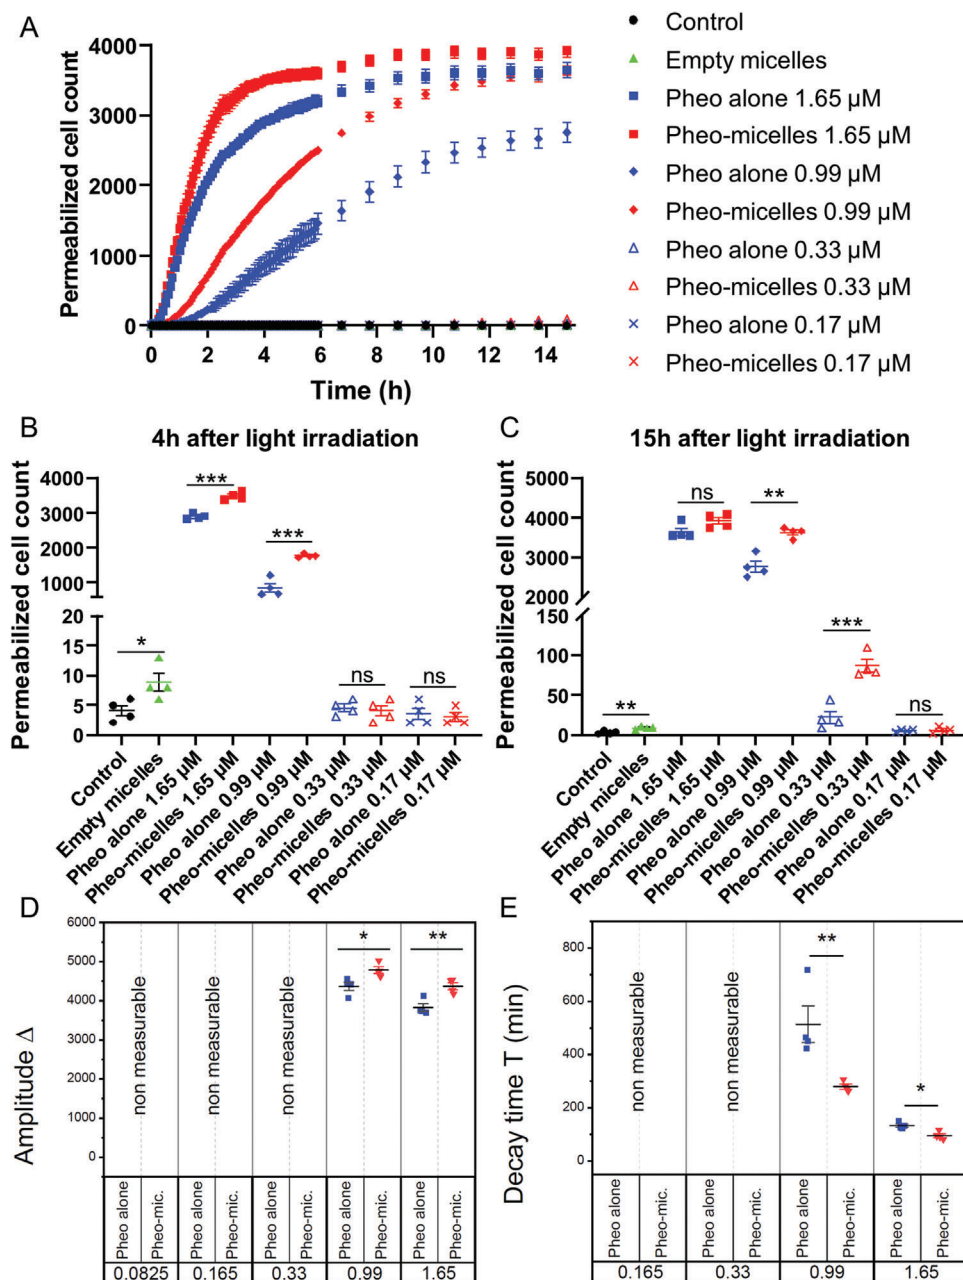 A
Permeabilized cell count
4000
3000
2000
1000
0
0 2 4 6 8 10 12 14
Time (h)
Control
Empty micelles
Pheo alone 1.65 µM
Pheo-micelles 1.65 µM
Pheo alone 0.99 µM
Pheo-micelles 0.99 µM
Pheo alone 0.33 µM
Pheo-micelles 0.33 µM
Pheo alone 0.17 µM
Pheo-micelles 0.17 µM
B
4h after light irradiation
Permeabilized cell count
4000
3000
2000
1000
20
15
10
5
0
*
***
***
ns
ns
Control
Empty micelles
Pheo alone 1.65 µM
Pheo-micelles 1.65 µM
Pheo alone 0.99 µM
Pheo-micelles 0.99 µM
Pheo alone 0.33 µM
Pheo-micelles 0.33 µM
Pheo alone 0.17 µM
Pheo-micelles 0.17 µM
C
15h after light irradiation
Permeabilized cell count
5000
4000
3000
2000
150
100
50
0
**
ns
**
***
ns
Control
Empty micelles
Pheo alone 1.65 µM
Pheo-micelles 1.65 µM
Pheo alone 0.99 µM
Pheo-micelles 0.99 µM
Pheo alone 0.33 µM
Pheo-micelles 0.33 µM
Pheo alone 0.17 µM
Pheo-micelles 0.17 µM
D
Amplitude Δ
6000
5000
4000
3000
2000
1000
0
non measurable
non measurable
non measurable
*
**
Pheo alone
Pheo-mic.
Pheo alone
Pheo-mic.
Pheo alone
Pheo-mic.
Pheo alone
Pheo-mic.
Pheo alone
Pheo-mic.
0.0825 0.165 0.33 0.99 1.65
E
Decay time T (min)
800
600
400
200
0
non measurable
non measurable
**
*
Pheo alone
Pheo-mic.
Pheo alone
Pheo-mic.
Pheo alone
Pheo-mic.
Pheo alone
Pheo-mic.
0.165 0.33 0.99 1.65